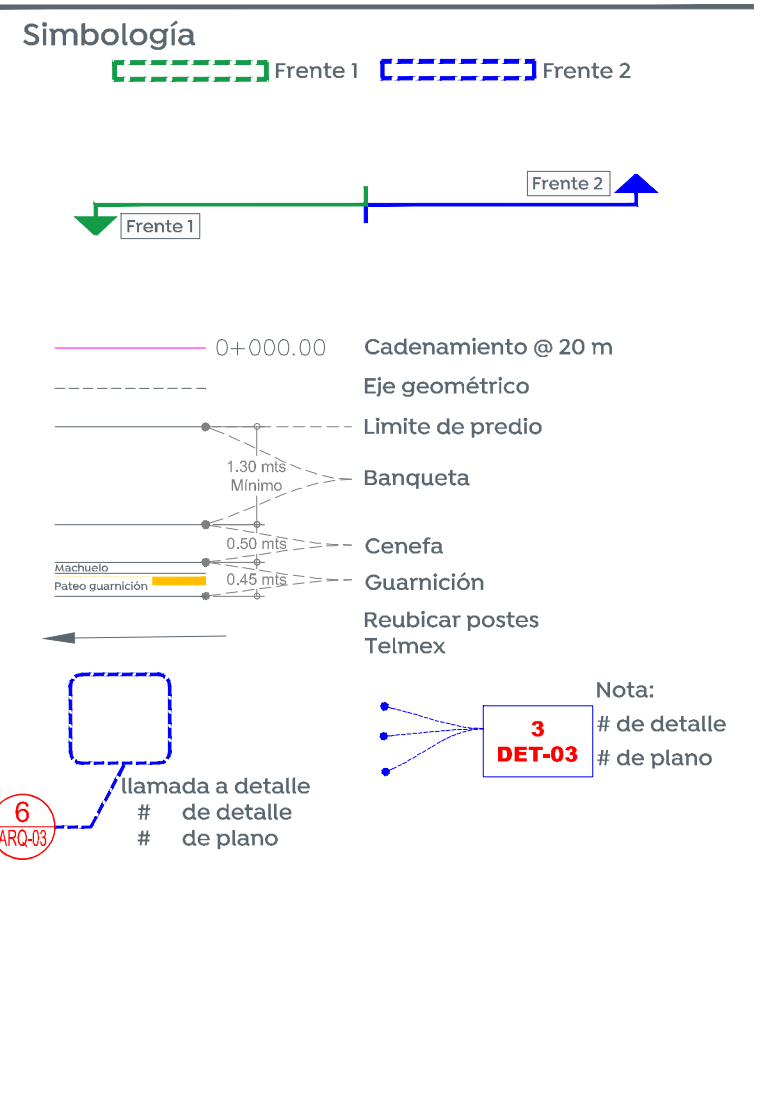 Simbología
Frente 1
Frente 2
Frente 2
Frente 1
0+000.00
Cadenamiento @ 20 m
Eje geométrico
Limite de predio
1.30 mts
Mínimo
Banqueta
0.50 mts
Cenefa
Machuelo
Pateo guarnición
0.45 mts
Guarnición
Reubicar postes
Telmex
Nota:
3
DET-03
# de detalle
# de plano
llamada a detalle
# de detalle
# de plano
6
ARQ-03